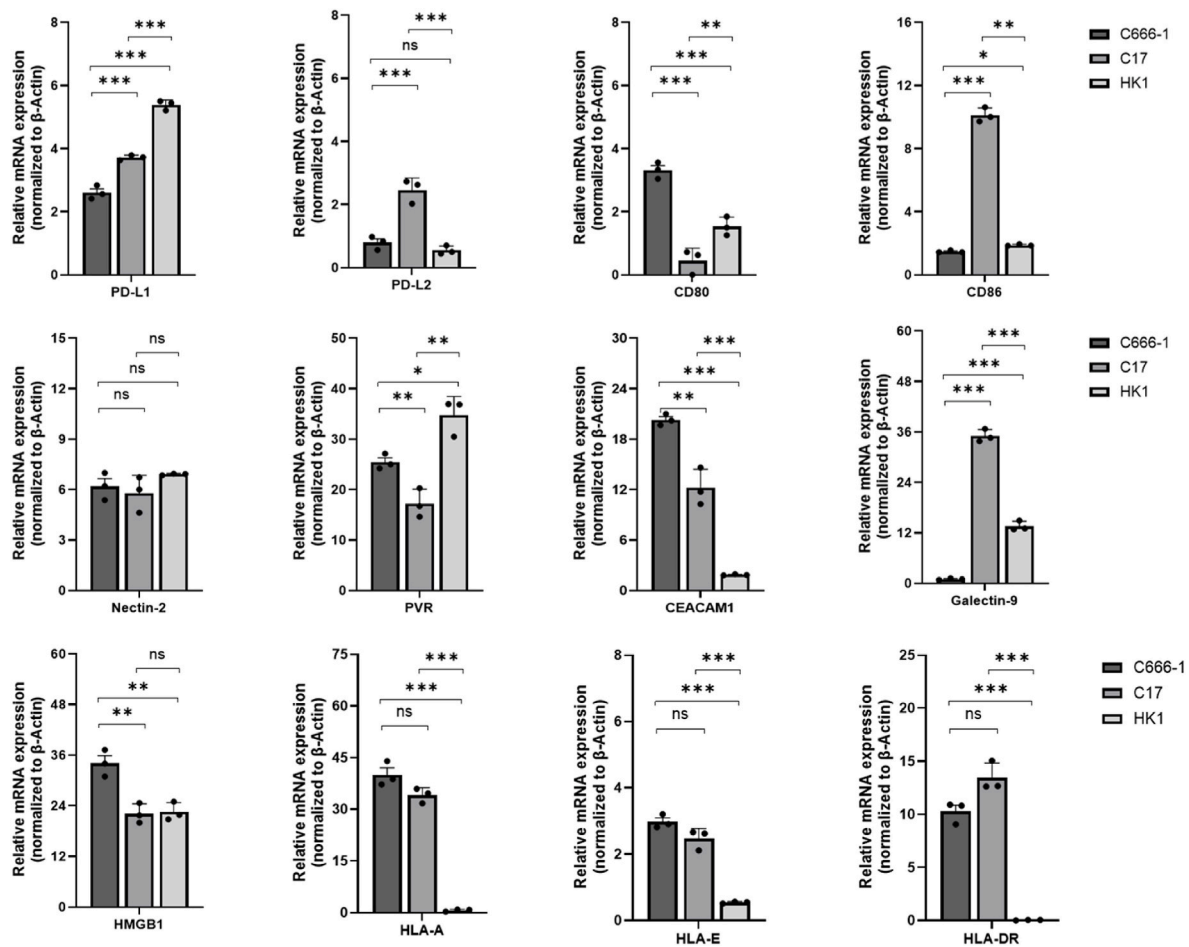 Relative mRNA expression
(normalized to β-Actin)
8
6
4
2
0
***
***
***
PD-L1
Relative mRNA expression
(normalized to β-Actin)
8
6
4
2
0
***
ns
***
PD-L2
Relative mRNA expression
(normalized to β-Actin)
8
6
4
2
0
**
***
***
CD80
Relative mRNA expression
(normalized to β-Actin)
16
12
8
4
0
**
*
***
CD86
C666-1
C17
HK1
Relative mRNA expression
(normalized to β-Actin)
15
12
9
6
3
0
ns
ns
ns
Nectin-2
Relative mRNA expression
(normalized to β-Actin)
50
40
30
20
10
0
**
*
**
PVR
Relative mRNA expression
(normalized to β-Actin)
30
24
18
12
6
0
***
***
**
CEACAM1
Relative mRNA expression
(normalized to β-Actin)
60
48
36
24
12
0
***
***
***
Galectin-9
C666-1
C17
HK1
Relative mRNA expression
(normalized to β-Actin)
60
48
36
24
12
0
ns
**
**
HMGB1
Relative mRNA expression
(normalized to β-Actin)
75
60
45
30
15
0
***
***
ns
HLA-A
Relative mRNA expression
(normalized to β-Actin)
8
6
4
2
0
***
***
ns
HLA-E
Relative mRNA expression
(normalized to β-Actin)
25
20
15
10
5
0
***
***
ns
HLA-DR
C666-1
C17
HK1